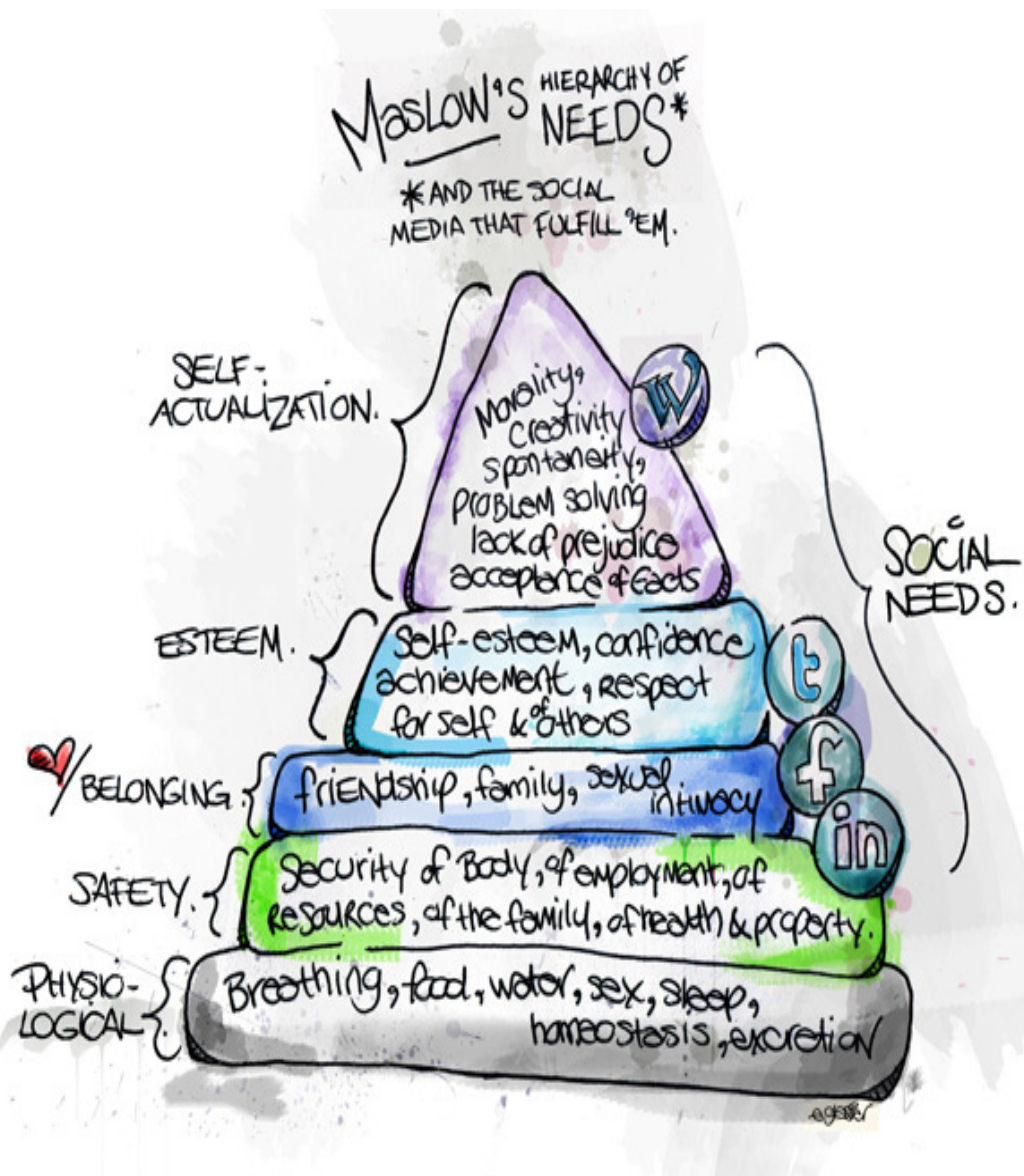 MASLOW'S HIERARCHY OF
NEEDS*
*AND THE SOCIAL
MEDIA THAT FULFILL 'EM.
SELF-
ACTUALIZATION.
Morality,
creativity
spontaneity,
PROBLEM solving
lack of prejudice
acceptance of facts
W
SOCIAL
NEEDS.
ESTEEM.
Self-esteem, confidence
achievement, respect
for self & of others
t
f
BELONGING.
friendship, family, sexual
intimacy
in
SAFETY.
Security of Body, of employment, of
resources, of the family, of health & property.
PHYSIO-
LOGICAL
Breathing, food, water, sex, sleep,
homeostasis, excretion